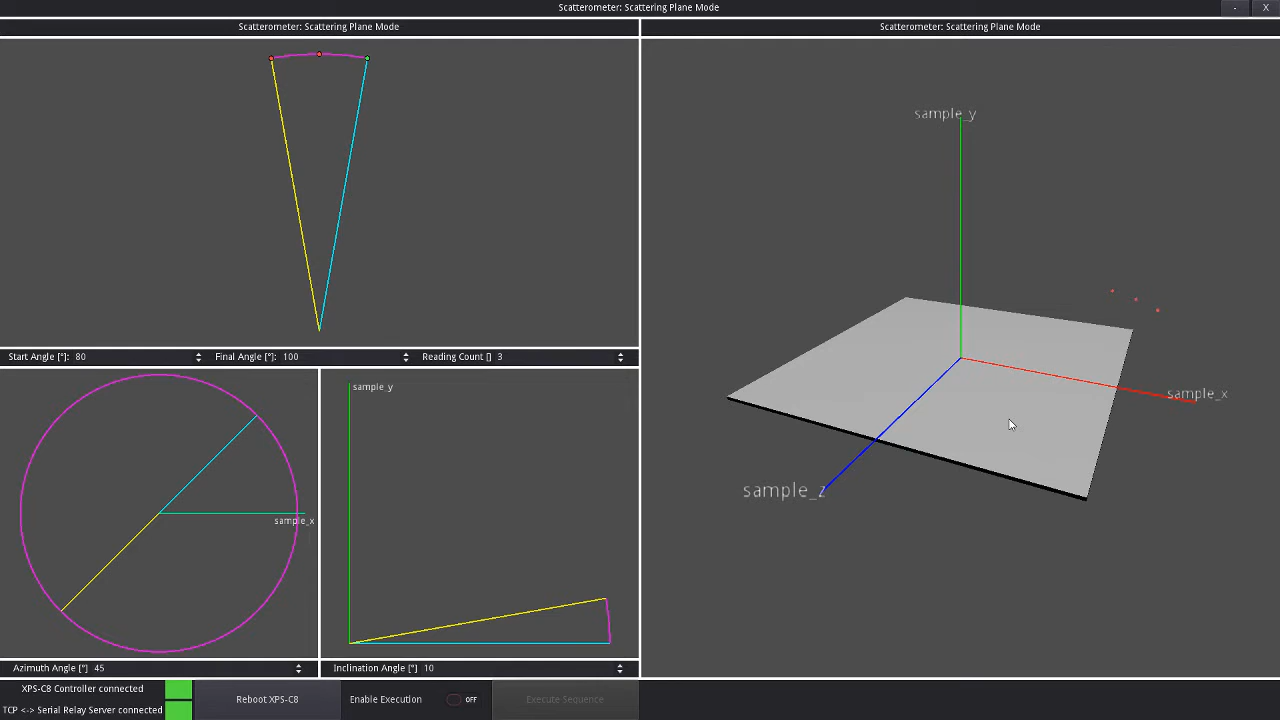 Scatterometer: Scattering Plane Mode
- X
Scatterometer: Scattering Plane Mode
Start Angle [°]: 80 Final Angle [°]: 100 Reading Count [] 3
sample_x
Azimuth Angle [°] 45
sample_y
Inclination Angle [°] 10
Scatterometer: Scattering Plane Mode
sample_y
sample_x
sample_z
XPS-C8 Controller connected
TCP <-> Serial Relay Server connected
Reboot XPS-C8
Enable Execution OFF
Execute Sequence